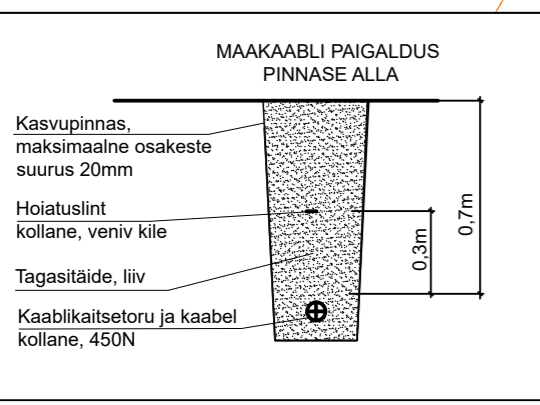 MAAKAABLI PAIGALDUS
PINNASE ALLA
Kasvupinnas,
maksimaalne osakeste
suurus 20mm
Hoiatuslint
kollane, veniv kile
Tagasitäide, liiv
Kaablikaitsetoru ja kaabel
kollane, 450N
0,3m
0,7m